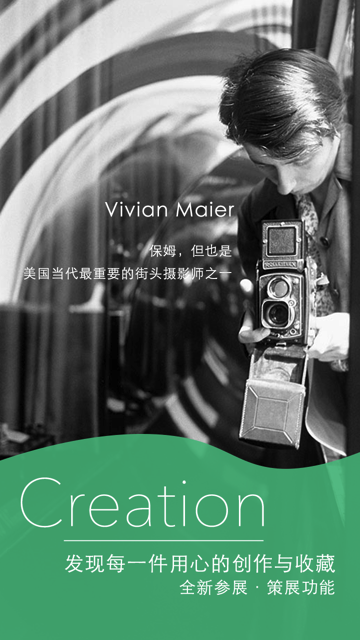 Vivian Maier
保姆，但也是
美国当代最重要的街头摄影师之一
ROLLEIFLEX
Creation
发现每一件用心的创作与收藏
全新参展 · 策展功能